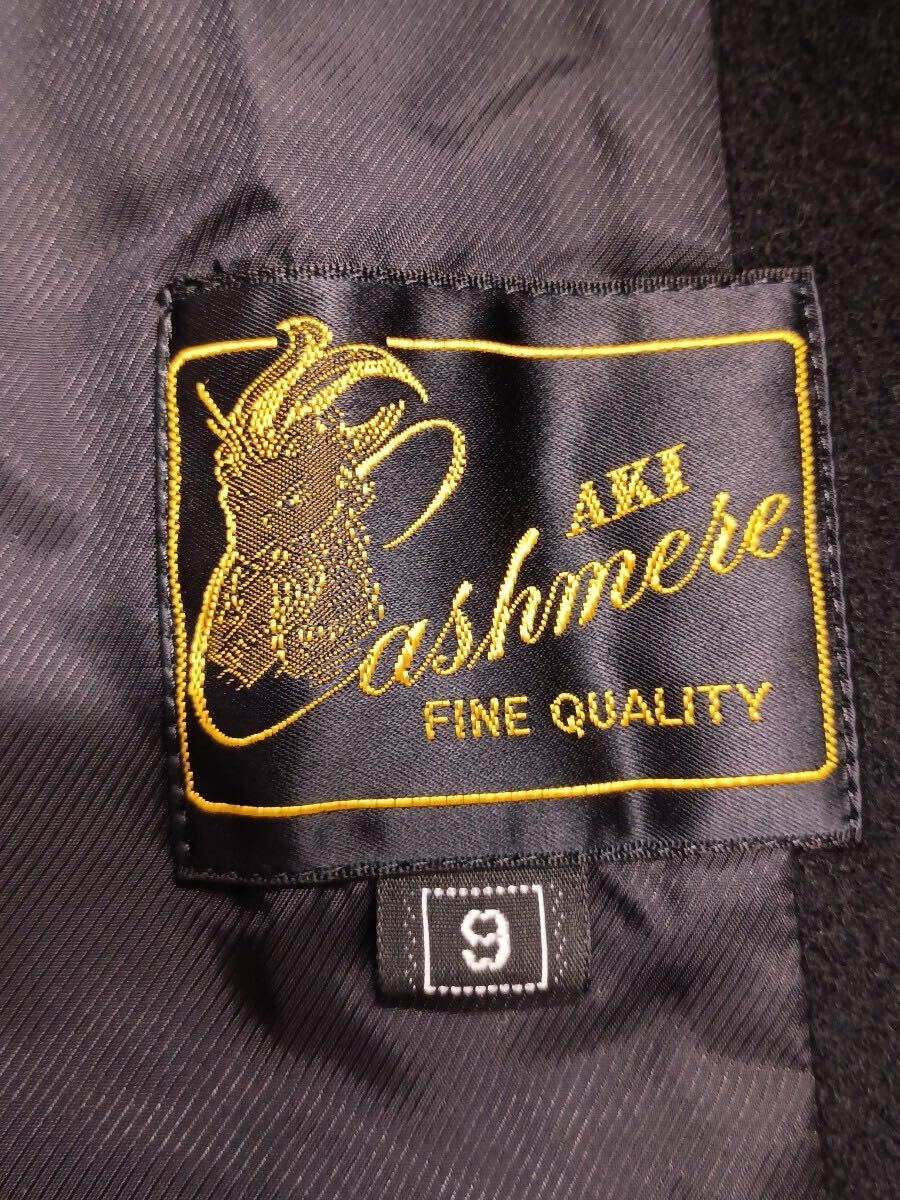 AKI
Cashmere
FINE QUALITY
9